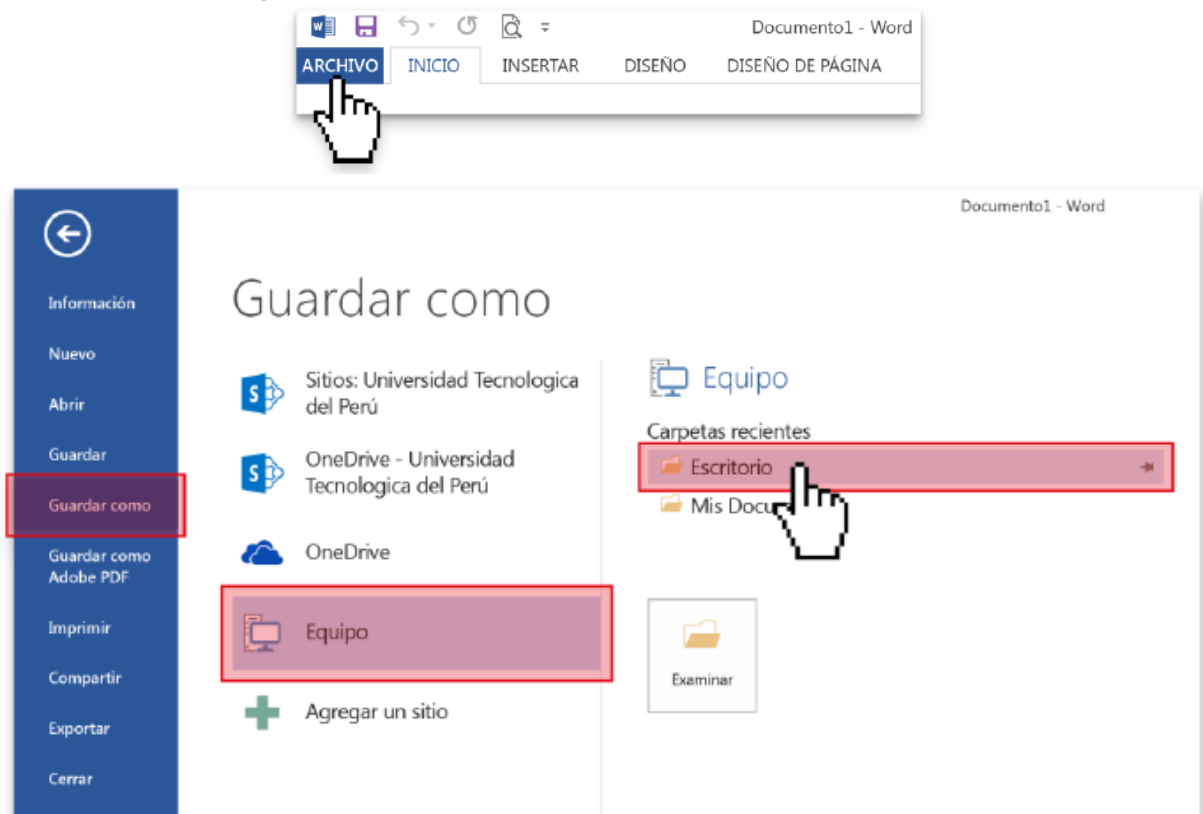 Documento1 - Word
ARCHIVO INICIO INSERTAR DISEÑO DISEÑO DE PÁGINA
Documento1 - Word
Guardar como
Información
Nuevo
Abrir
Guardar
Guardar como
Guardar como
Adobe PDF
Imprimir
Compartir
Exportar
Cerrar
Sitios: Universidad Tecnologica
del Perú
OneDrive - Universidad
Tecnologica del Perú
OneDrive
Equipo
Agregar un sitio
Equipo
Carpetas recientes
Escritorio
Mis
Examinar